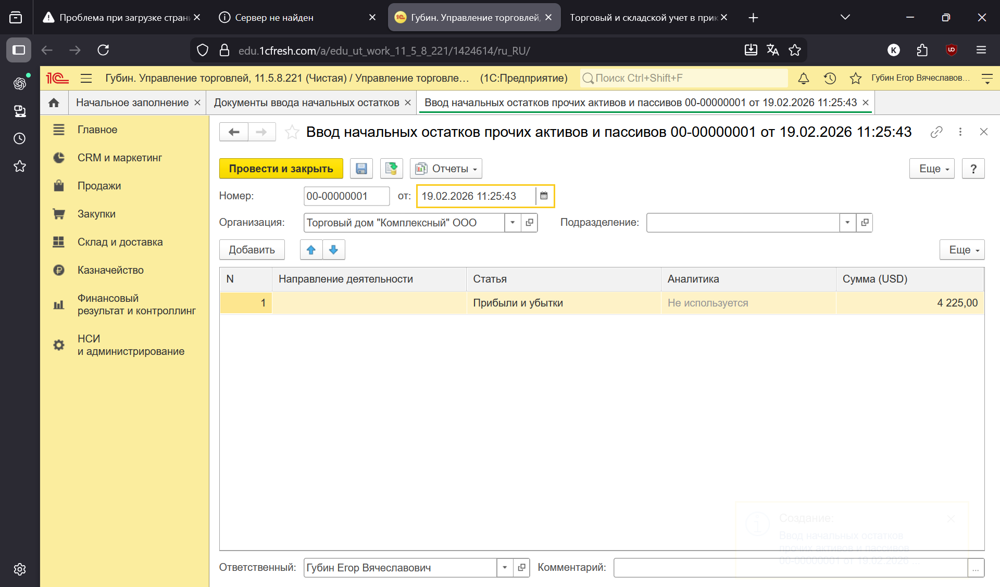 Проблема при загрузке стран
Сервер не найден
Губин. Управление торговлей,
Торговый и складской учет в прик
edu.1cfresh.com/a/edu_ut_work_11_5_8_221/1424614/ru_RU/
K
Губин. Управление торговлей, 11.5.8.221 (Чистая) / Управление торговле... (1С:Предприятие)
Поиск Ctrl+Shift+F
Губин Егор Вячеславов...
Начальное заполнение
Документы ввода начальных остатков
Ввод начальных остатков прочих активов и пассивов 00-00000001 от 19.02.2026 11:25:43
Главное
CRM и маркетинг
Продажи
Закупки
Склад и доставка
Казначейство
Финансовый
результат и контроллинг
НСИ
и администрирование
Ввод начальных остатков прочих активов и пассивов 00-00000001 от 19.02.2026 11:25:43
Провести и закрыть
Отчеты
Еще
?
Номер:
00-00000001
от:
19.02.2026 11:25:43
Организация:
Торговый дом "Комплексный" ООО
Подразделение:
Добавить
Еще
N
Направление деятельности
Статья
Аналитика
Сумма (USD)
1
Прибыли и убытки
Не используется
4 225,00
Создание:
Ввод начальных остатков
прочих активов и пассивов
00-00000001 от 19.02.2026 ...
Ответственный:
Губин Егор Вячеславович
Комментарий:
...